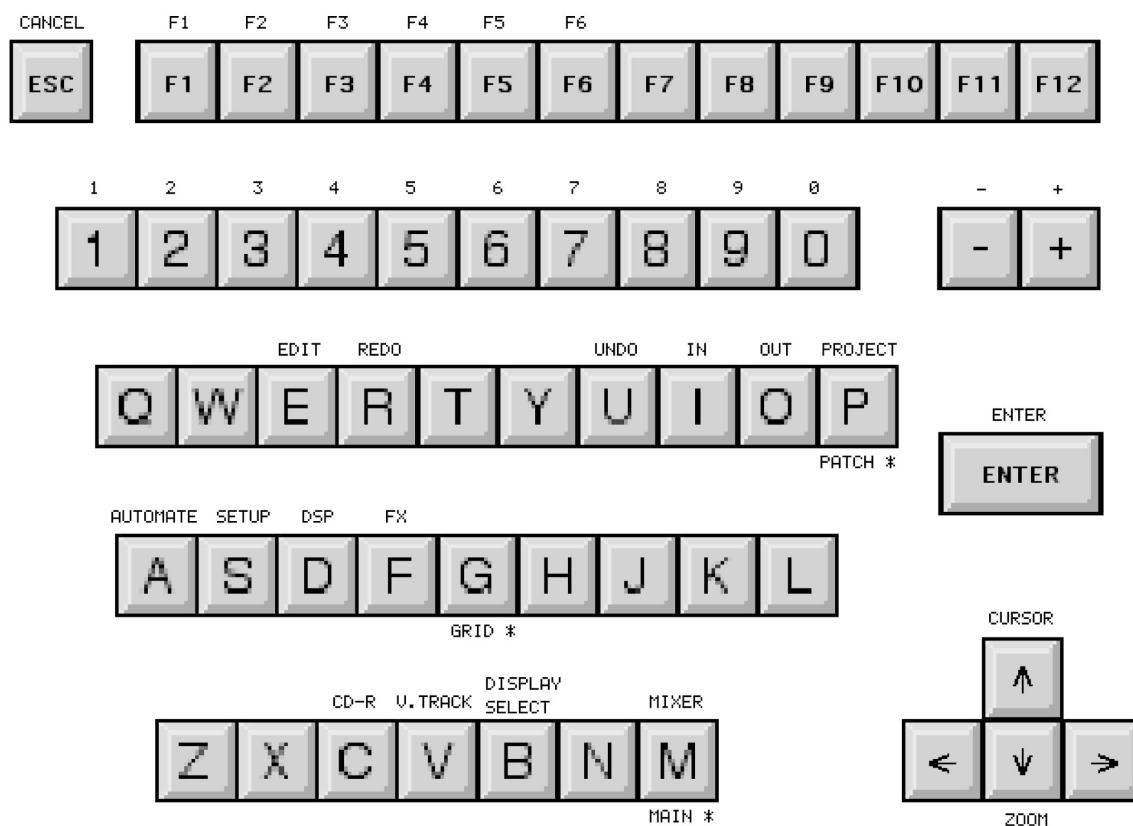 CANCEL F1 F2 F3 F4 F5 F6
ESC F1 F2 F3 F4 F5 F6 F7 F8 F9 F10 F11 F12
1 2 3 4 5 6 7 8 9 0 - +
1 2 3 4 5 6 7 8 9 0 - +
EDIT REDO UNDO IN OUT PROJECT
Q W E R T Y U I O P
PATCH *
ENTER
ENTER
AUTOMATE SETUP DSP FX
A S D F G H J K L
GRID *
CURSOR
↑
DISPLAY
CD-R V.TRACK SELECT MIXER
Z X C V B N M
← ↓ →
MAIN *
ZOOM